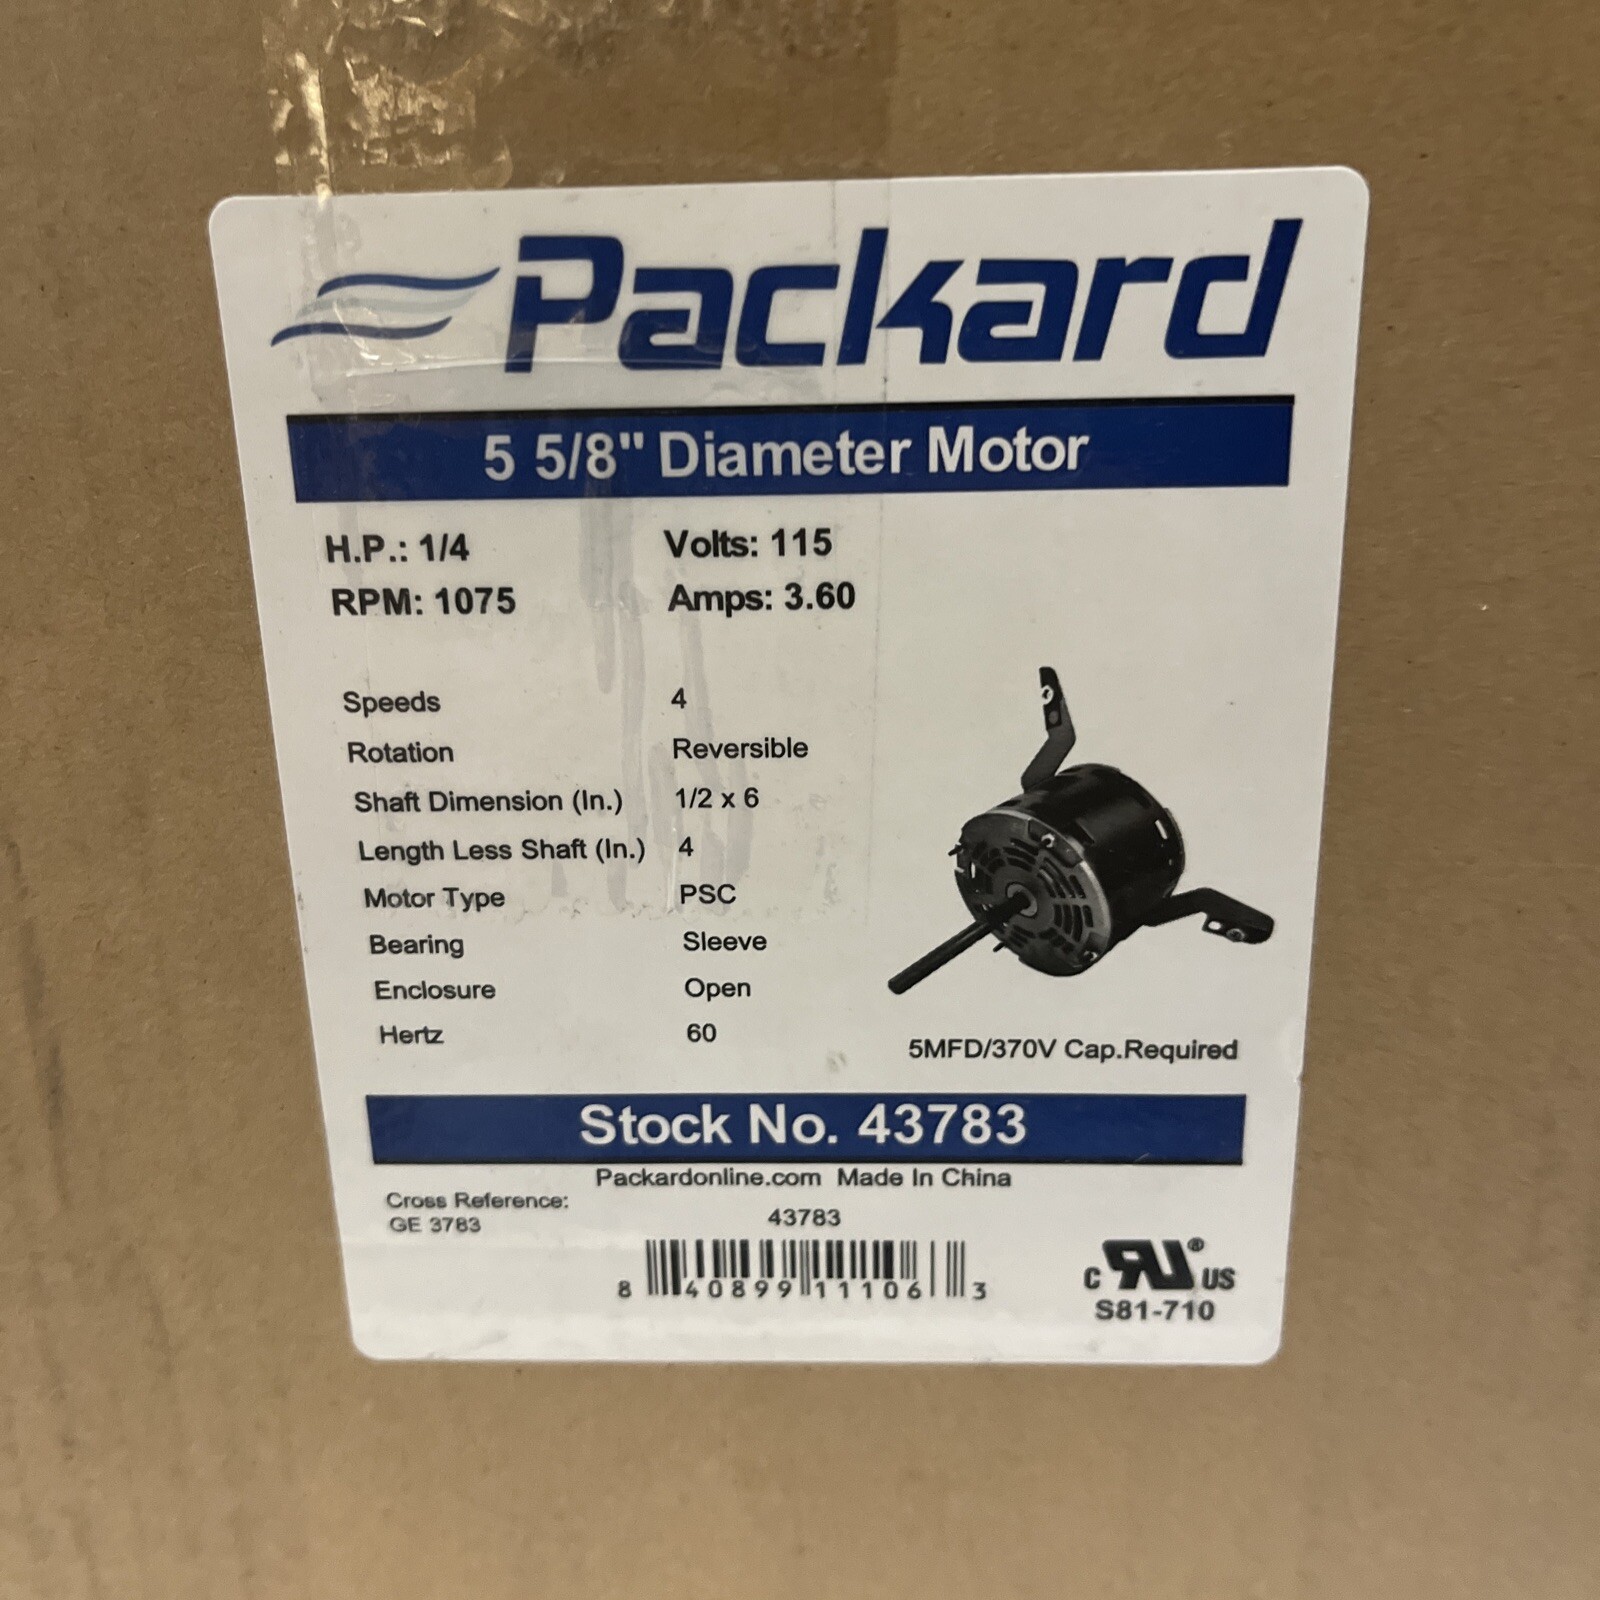 Packard
5 5/8" Diameter Motor
H.P.: 1/4 Volts: 115
RPM: 1075 Amps: 3.60
Speeds 4
Rotation Reversible
Shaft Dimension (In.) 1/2 x 6
Length Less Shaft (In.) 4
Motor Type PSC
Bearing Sleeve
Enclosure Open
Hertz 60
5MFD/370V Cap.Required
Stock No. 43783
Packardonline.com Made In China
Cross Reference:
GE 3783
43783
8 40899 11106 3
C RU ® US
S81-710